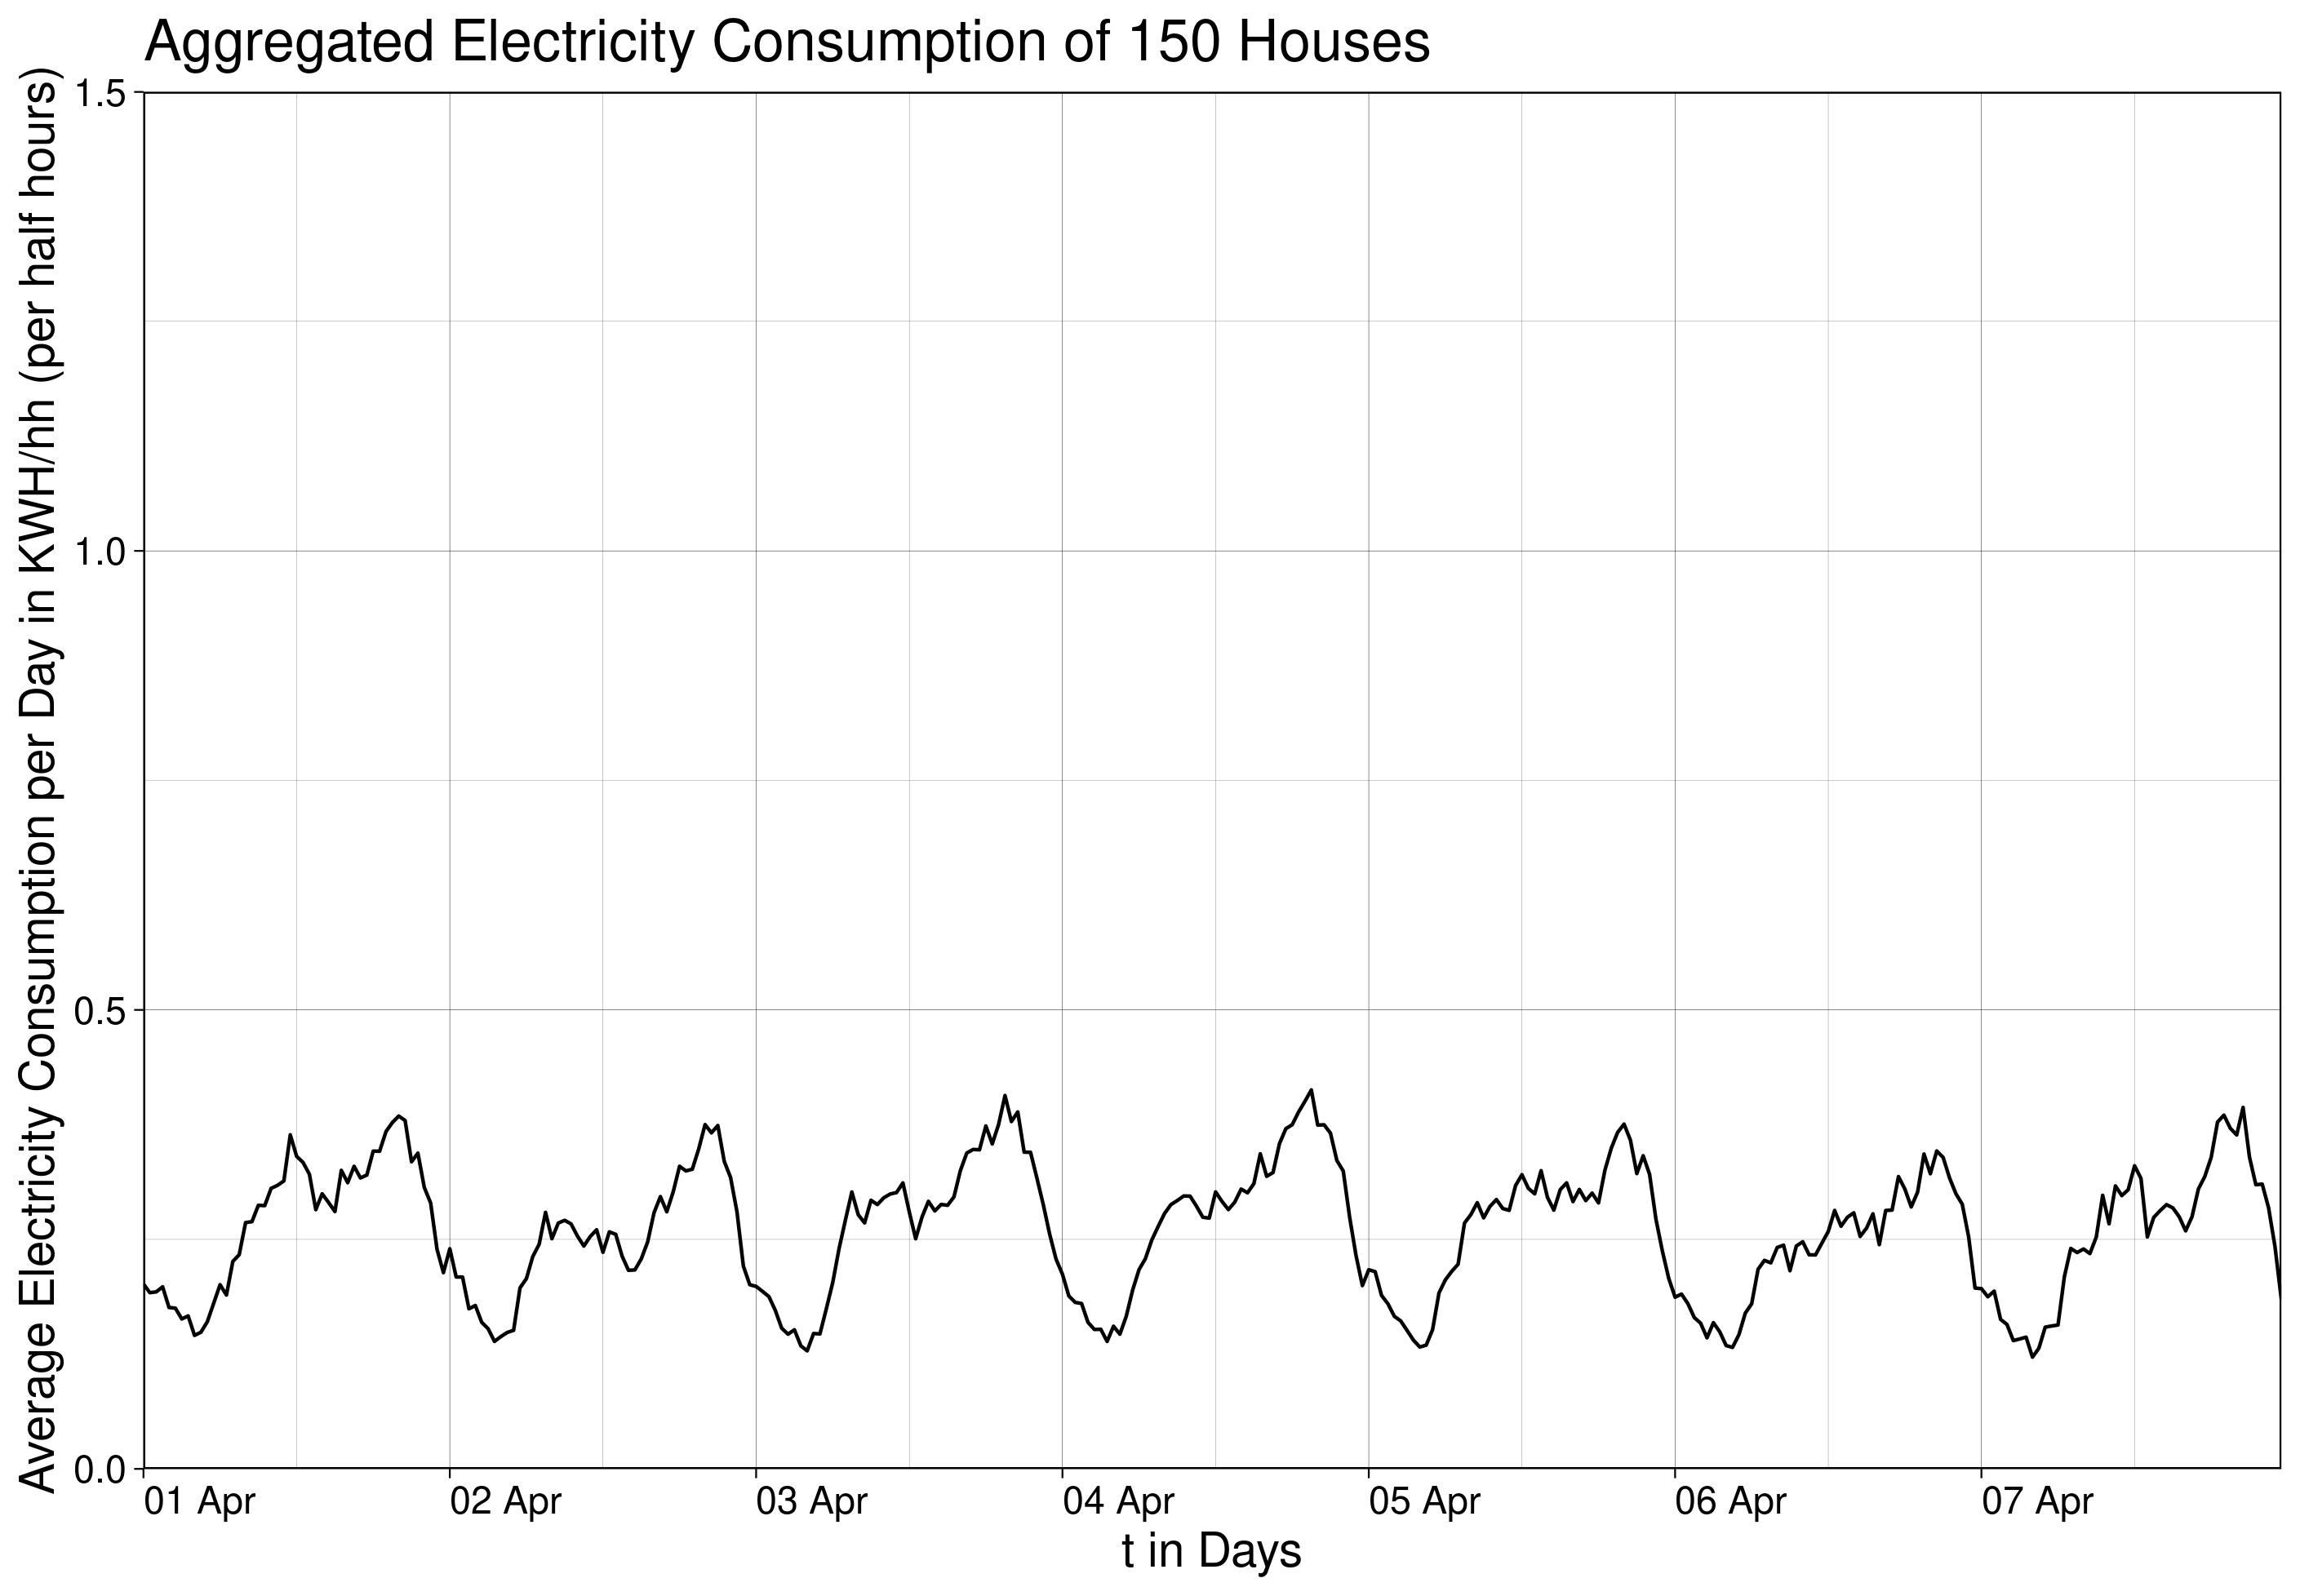 Aggregated Electricity Consumption of 150 Houses
Average Electricity Consumption per Day in KWH/hh (per half hours)
1.5
1.0
0.5
0.0
01 Apr 02 Apr 03 Apr 04 Apr 05 Apr 06 Apr 07 Apr
t in Days